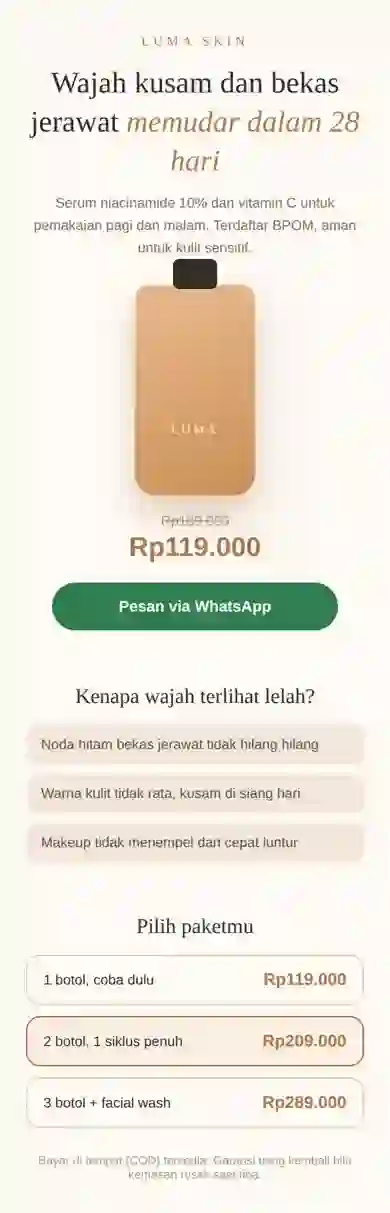 LUMA SKIN
Wajah kusam dan bekas
jerawat memudar dalam 28
hari
Serum niacinamide 10% dan vitamin C untuk
pemakaian pagi dan malam. Terdaftar BPOM, aman
untuk kulit sensitif.
LUMA
Rp119.000
Pesan via WhatsApp
Kenapa wajah terlihat lelah?
Noda hitam bekas jerawat tidak hilang hilang
Warna kulit tidak rata, kusam di siang hari
Makeup tidak menempel dan cepat luntur
Pilih paketmu
1 botol, coba dulu
Rp119.000
2 botol, 1 siklus penuh
Rp209.000
3 botol + facial wash
Rp289.000
Bayar di tempat (COD) tersedia. Garansi uang kembali bila
kemasan rusak saat tiba.